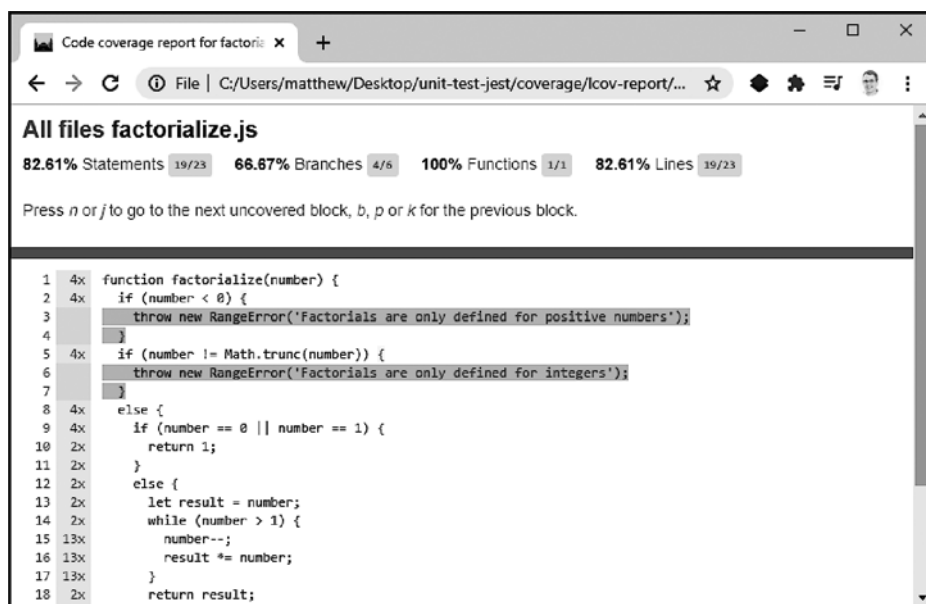 Code coverage report for factoria
File | C:/Users/matthew/Desktop/unit-test-jest/coverage/lcov-report/...
All files factorialize.js
82.61% Statements 19/23 66.67% Branches 4/6 100% Functions 1/1 82.61% Lines 19/23
Press n or j to go to the next uncovered block, b, p or k for the previous block.
1 4x function factorialize(number) {
2 4x if (number < 0) {
3 throw new RangeError('Factorials are only defined for positive numbers');
4 }
5 4x if (number != Math.trunc(number)) {
6 throw new RangeError('Factorials are only defined for integers');
7 }
8 4x else {
9 4x if (number == 0 || number == 1) {
10 2x return 1;
11 2x }
12 2x else {
13 2x let result = number;
14 2x while (number > 1) {
15 13x number--;
16 13x result *= number;
17 13x }
18 2x return result;